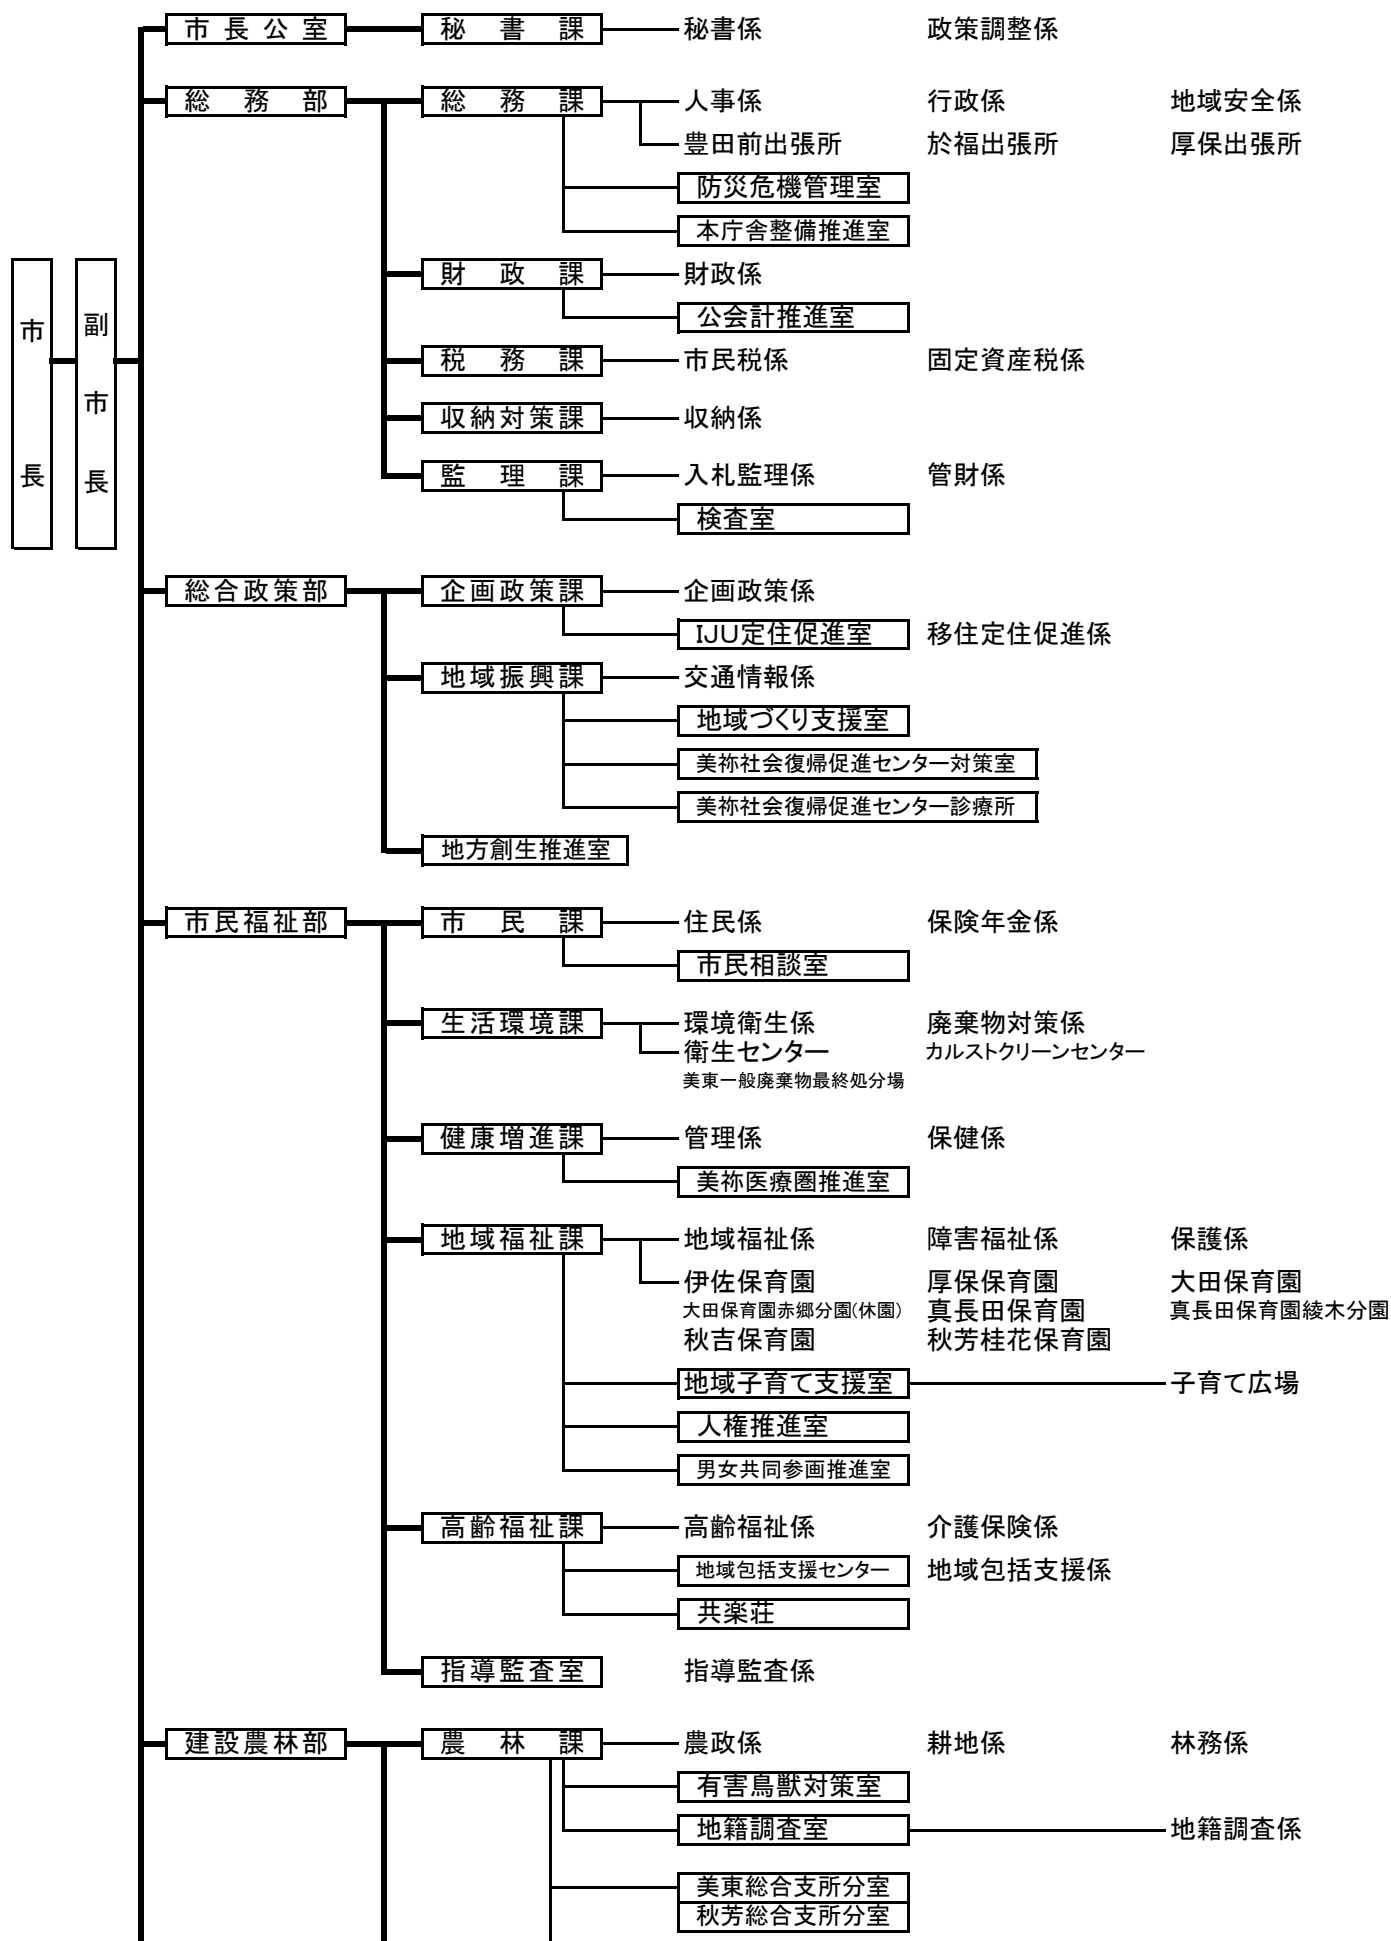 市長公室 秘書課 秘書係 政策調整係
総務部 総務課 人事係 行政係 地域安全係
豊田前出張所 於福出張所 厚保出張所
防災危機管理室
本庁舎整備推進室
市長 副市長
財政課 財政係
公会計推進室
税務課 市民税係 固定資産税係
収納対策課 収納係
監理課 入札監理係 管財係
検査室
総合政策部 企画政策課 企画政策係
IJU定住促進室 移住定住促進係
地域振興課 交通情報係
地域づくり支援室
美祢社会復帰促進センター対策室
美祢社会復帰促進センター診療所
地方創生推進室
市民福祉部 市民課 住民係 保険年金係
市民相談室
生活環境課 環境衛生係 廃棄物対策係
衛生センター カルストクリーンセンター
美東一般廃棄物最終処分場
健康増進課 管理係 保健係
美祢医療圏推進室
地域福祉課 地域福祉係 障害福祉係 保護係
伊佐保育園 厚保保育園 大田保育園
大田保育園赤郷分園(休園) 真長田保育園 真長田保育園綾木分園
秋吉保育園 秋芳桂花保育園
地域子育て支援室 子育て広場
人権推進室
男女共同参画推進室
高齢福祉課 高齢福祉係 介護保険係
地域包括支援センター 地域包括支援係
共楽荘
指導監査室 指導監査係
建設農林部 農林課 農政係 耕地係 林務係
有害鳥獣対策室
地籍調査室 地籍調査係
美東総合支所分室
秋芳総合支所分室